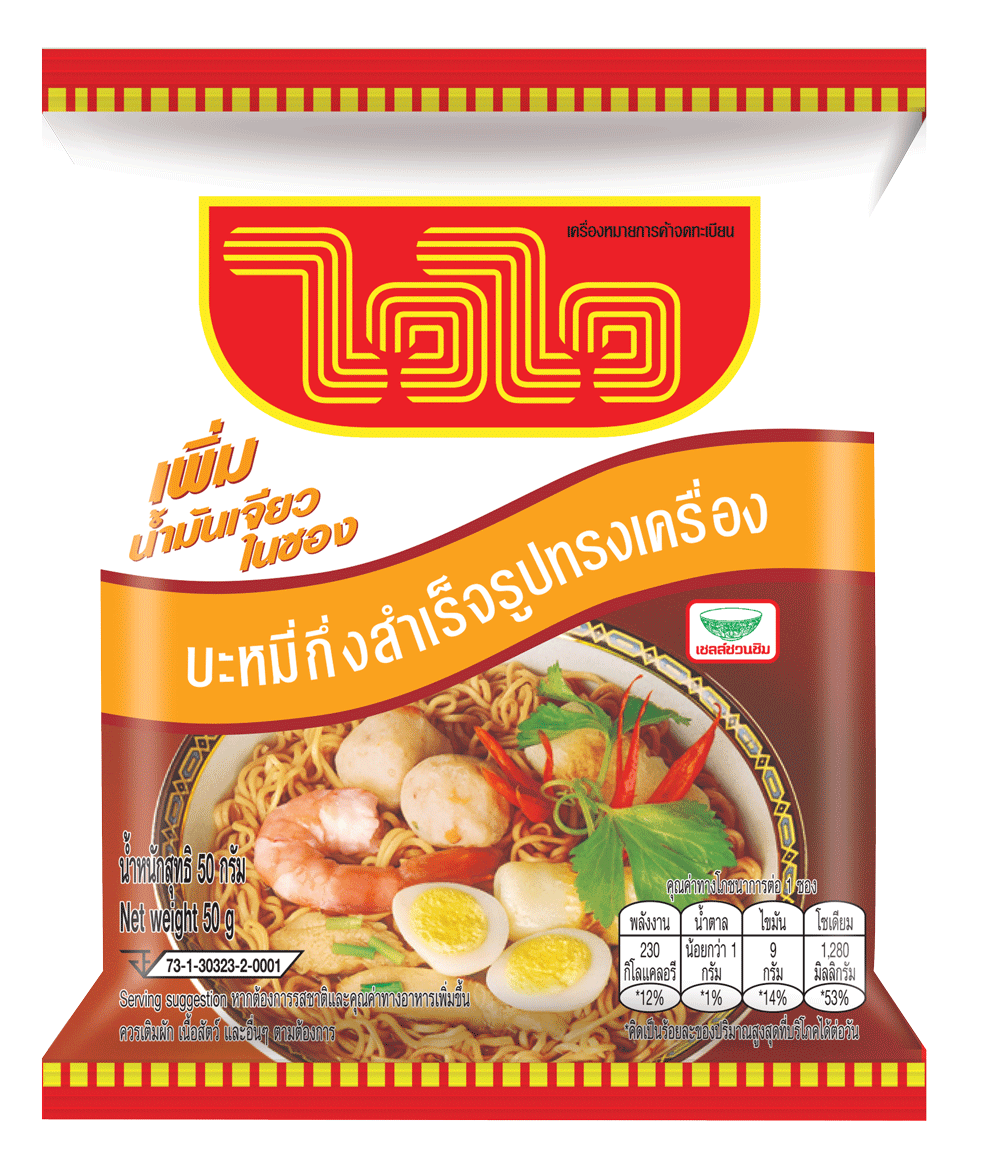 เครื่องหมายการค้าจดทะเบียน
ไวไว
เพิ่ม
น้ำมันเจียว
ในซอง
บะหมี่กึ่งสำเร็จรูปทรงเครื่อง
เชลล์ชวนชิม
น้ำหนักสุทธิ 50 กรัม
Net weight 50 g
73-1-30323-2-0001
Serving suggestion หากต้องการรสชาติและคุณค่าทางอาหารเพิ่มขึ้น
ควรเติมผัก เนื้อสัตว์ และอื่นๆ ตามต้องการ
คุณค่าทางโภชนาการต่อ 1 ซอง
พลังงาน น้ำตาล ไขมัน โซเดียม
230 น้อยกว่า 1 9 1,280
กิโลแคลอรี กรัม กรัม มิลลิกรัม
*12% *1% *14% *53%
*คิดเป็นร้อยละของปริมาณสูงสุดที่บริโภคได้ต่อวัน